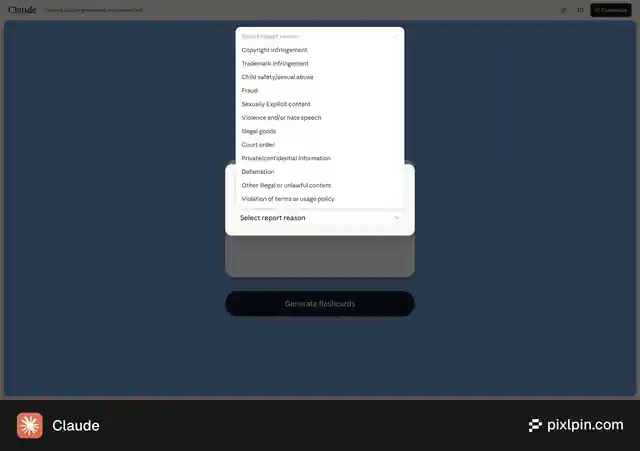 Claude
Customize
Select report reason
Copyright infringement
Trademark infringement
Child safety/sexual abuse
Fraud
Sexually Explicit content
Violence and/or hate speech
Illegal goods
Court order
Private/confidential information
Defamation
Other illegal or unlawful content
Violation of terms or usage policy
Select report reason
Generate flashcards
Claude
pixlpin.com